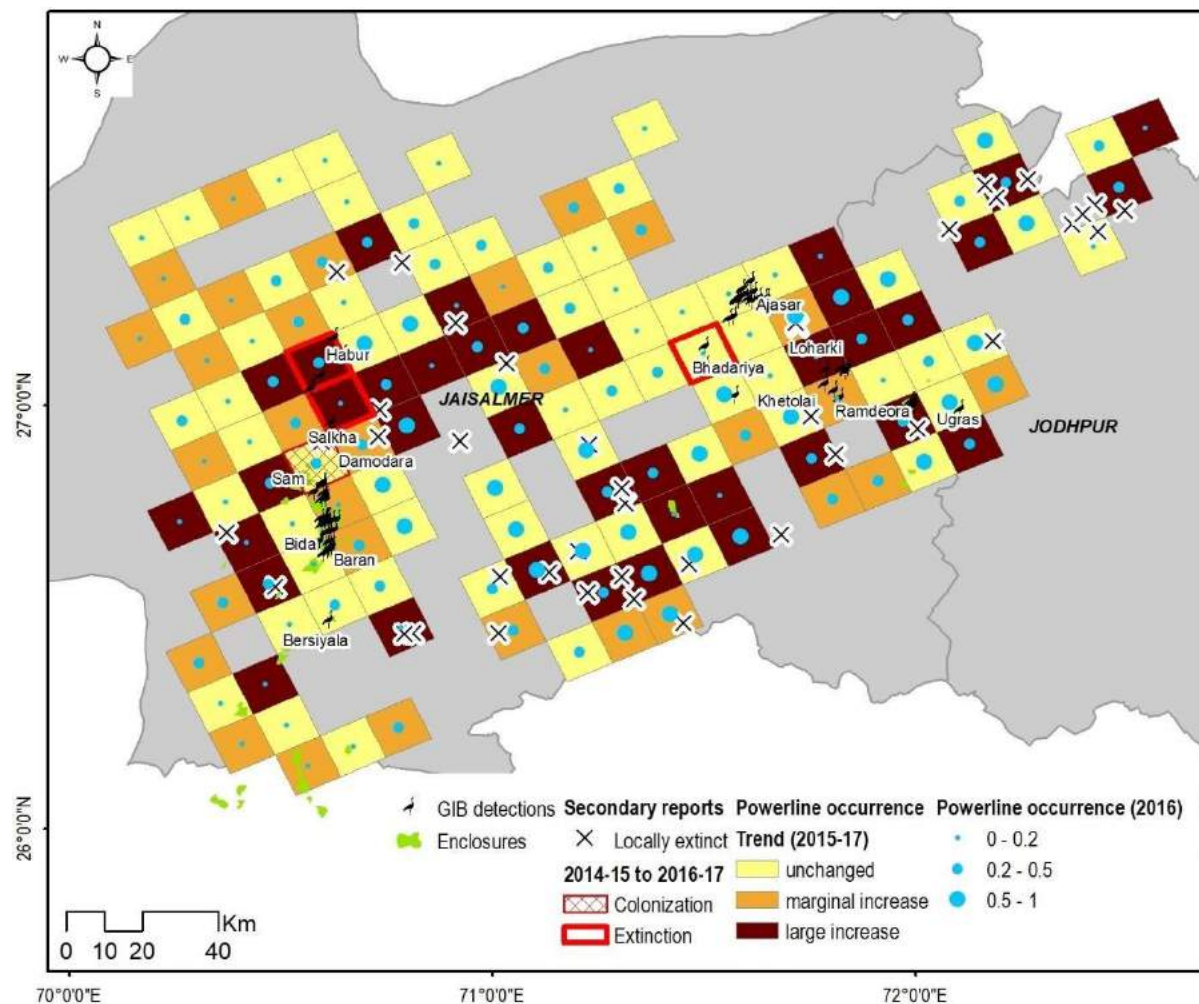 N
W E
S
Ajasar
Habur
Loharki
Bhadariya
JAISALMER
Khetolai
Ramdeora
Ugras
JODHPUR
Salkha
Damodara
Sam
Bida
Baran
Bersiyala
27°0'0"N
26°0'0"N
GIB detections
Enclosures
Secondary reports
Locally extinct
2014-15 to 2016-17
Colonization
Extinction
Powerline occurrence
Trend (2015-17)
unchanged
marginal increase
large increase
Powerline occurrence (2016)
0 - 0.2
0.2 - 0.5
0.5 - 1
Km
0 10 20 40
70°0'0"E 71°0'0"E 72°0'0"E